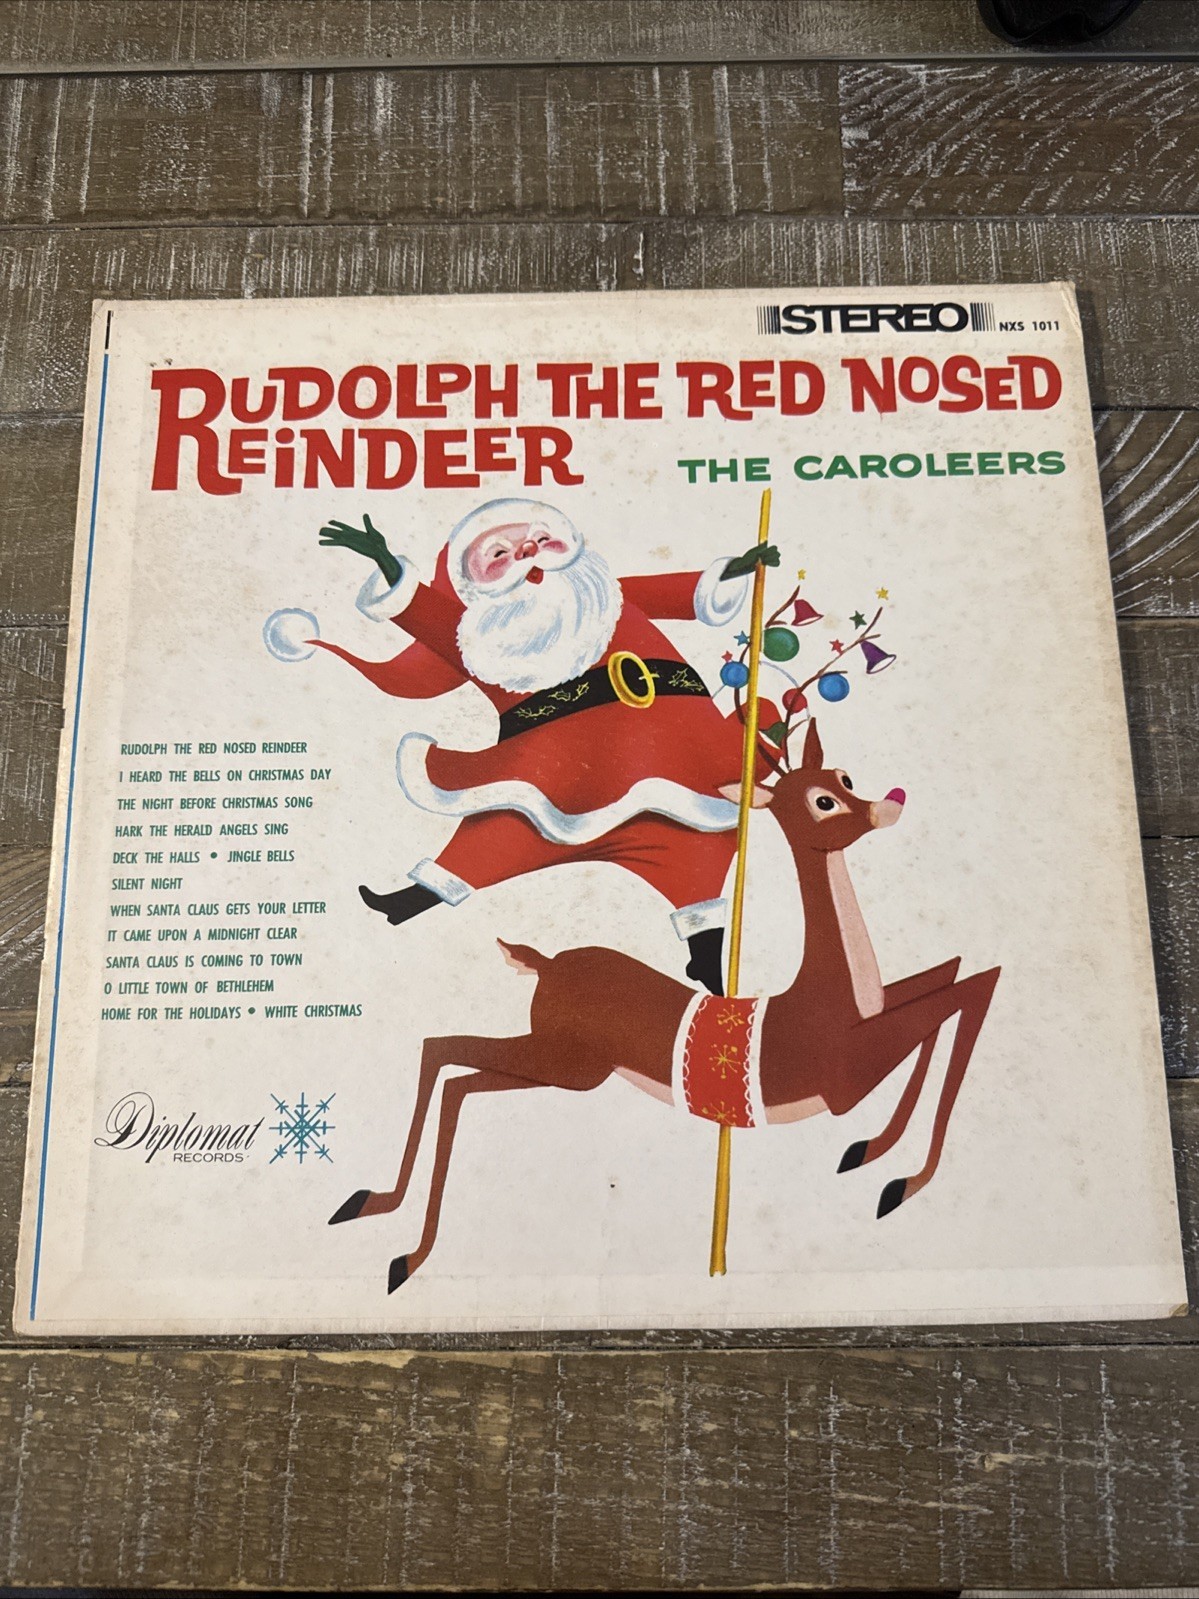 STEREO NXS 1011
RUDOLPH THE RED NOSED
REINDEER
THE CAROLEERS
RUDOLPH THE RED NOSED REINDEER
I HEARD THE BELLS ON CHRISTMAS DAY
THE NIGHT BEFORE CHRISTMAS SONG
HARK THE HERALD ANGELS SING
DECK THE HALLS • JINGLE BELLS
SILENT NIGHT
WHEN SANTA CLAUS GETS YOUR LETTER
IT CAME UPON A MIDNIGHT CLEAR
SANTA CLAUS IS COMING TO TOWN
O LITTLE TOWN OF BETHLEHEM
HOME FOR THE HOLIDAYS • WHITE CHRISTMAS
Diplomat
RECORDS